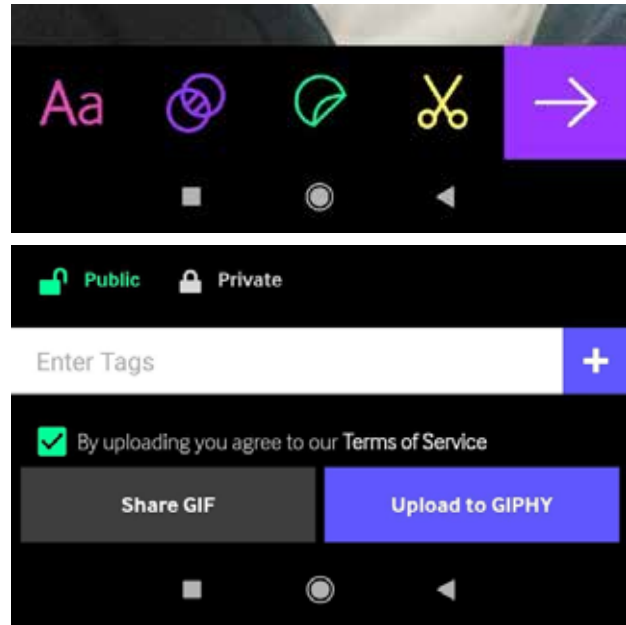 Aa
Public Private
Enter Tags +
By uploading you agree to our Terms of Service
Share GIF Upload to GIPHY